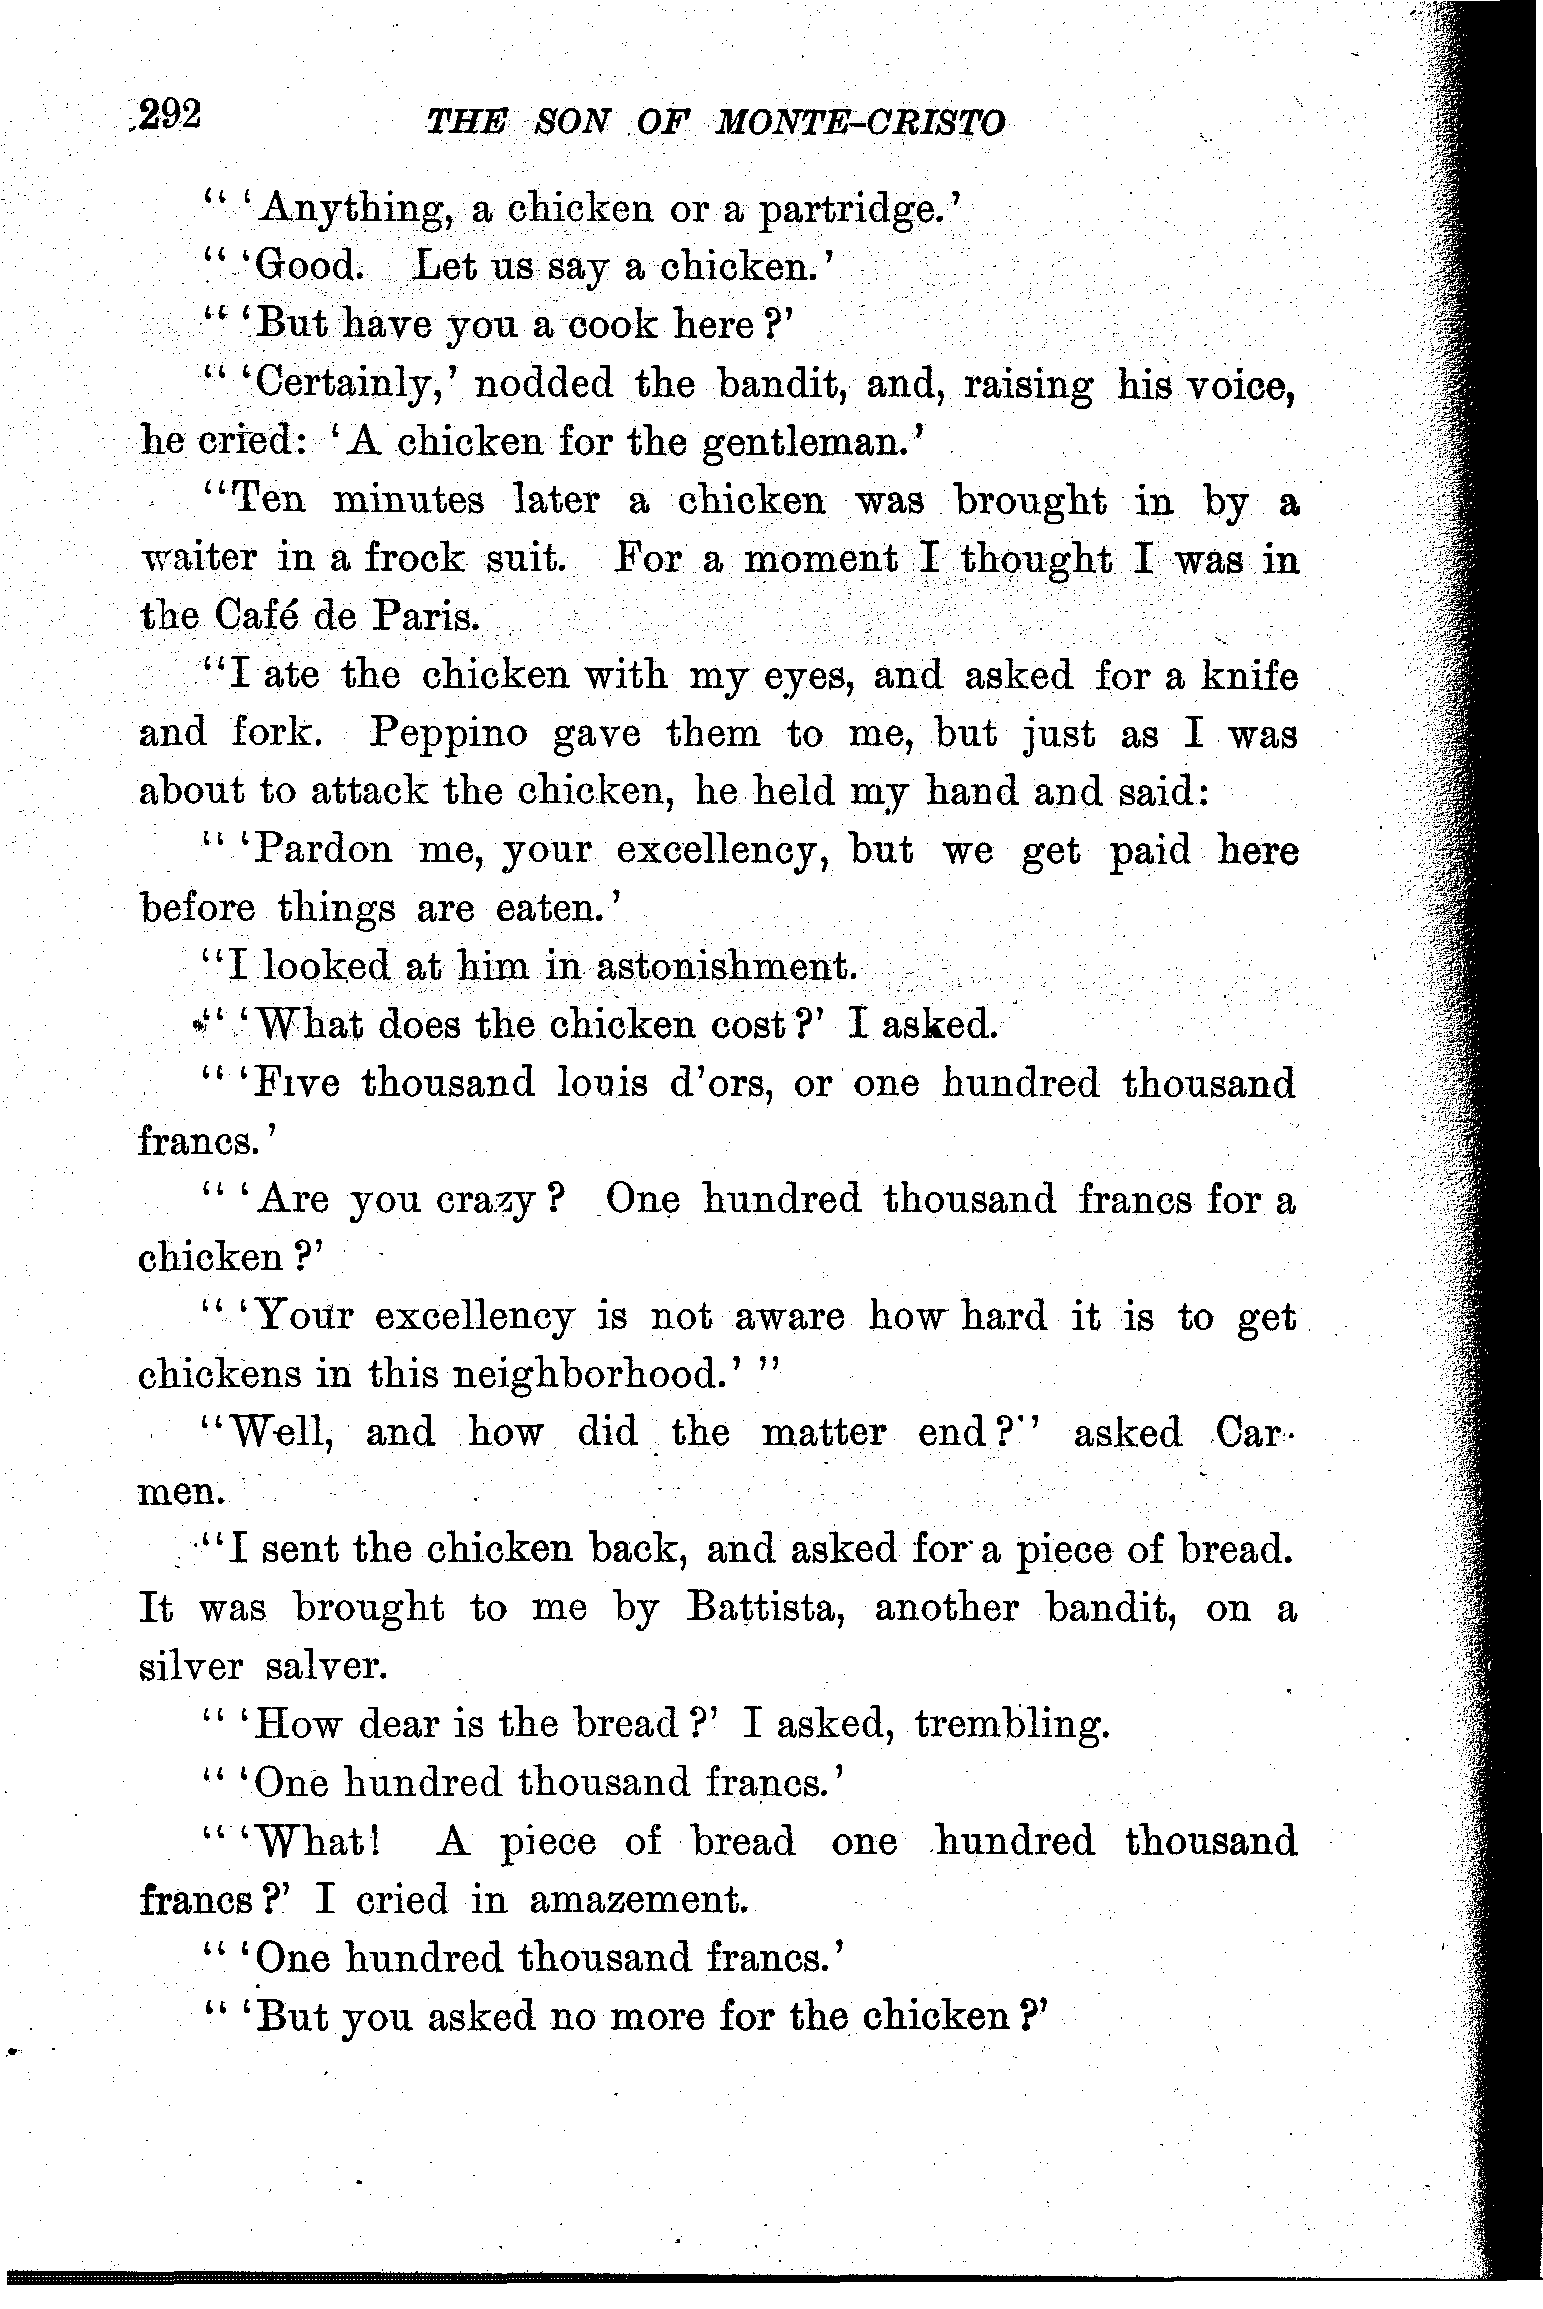 292 THE SON OF MONTE-CRISTO
“ ‘Anything, a chicken or a partridge.’
“ ‘Good. Let us say a chicken.’
“ ‘But have you a cook here?’
“ ‘Certainly,’ nodded the bandit, and, raising his voice,
he cried: ‘A chicken for the gentleman.’
“Ten minutes later a chicken was brought in by a
waiter in a frock suit. For a moment I thought I was in
the Café de Paris.
“I ate the chicken with my eyes, and asked for a knife
and fork. Peppino gave them to me, but just as I was
about to attack the chicken, he held my hand and said:
“ ‘Pardon me, your excellency, but we get paid here
before things are eaten.’
“I looked at him in astonishment.
“ ‘What does the chicken cost?’ I asked.
“ ‘Five thousand louis d’ors, or one hundred thousand
francs.’
“ ‘Are you crazy? One hundred thousand francs for a
chicken?’
“ ‘Your excellency is not aware how hard it is to get
chickens in this neighborhood.’ ”
“Well, and how did the matter end?” asked Car-
men.
“I sent the chicken back, and asked for a piece of bread.
It was brought to me by Battista, another bandit, on a
silver salver.
“ ‘How dear is the bread?’ I asked, trembling.
“ ‘One hundred thousand francs.’
“ ‘What! A piece of bread one hundred thousand
francs?’ I cried in amazement.
“ ‘One hundred thousand francs.’
“ ‘But you asked no more for the chicken?’